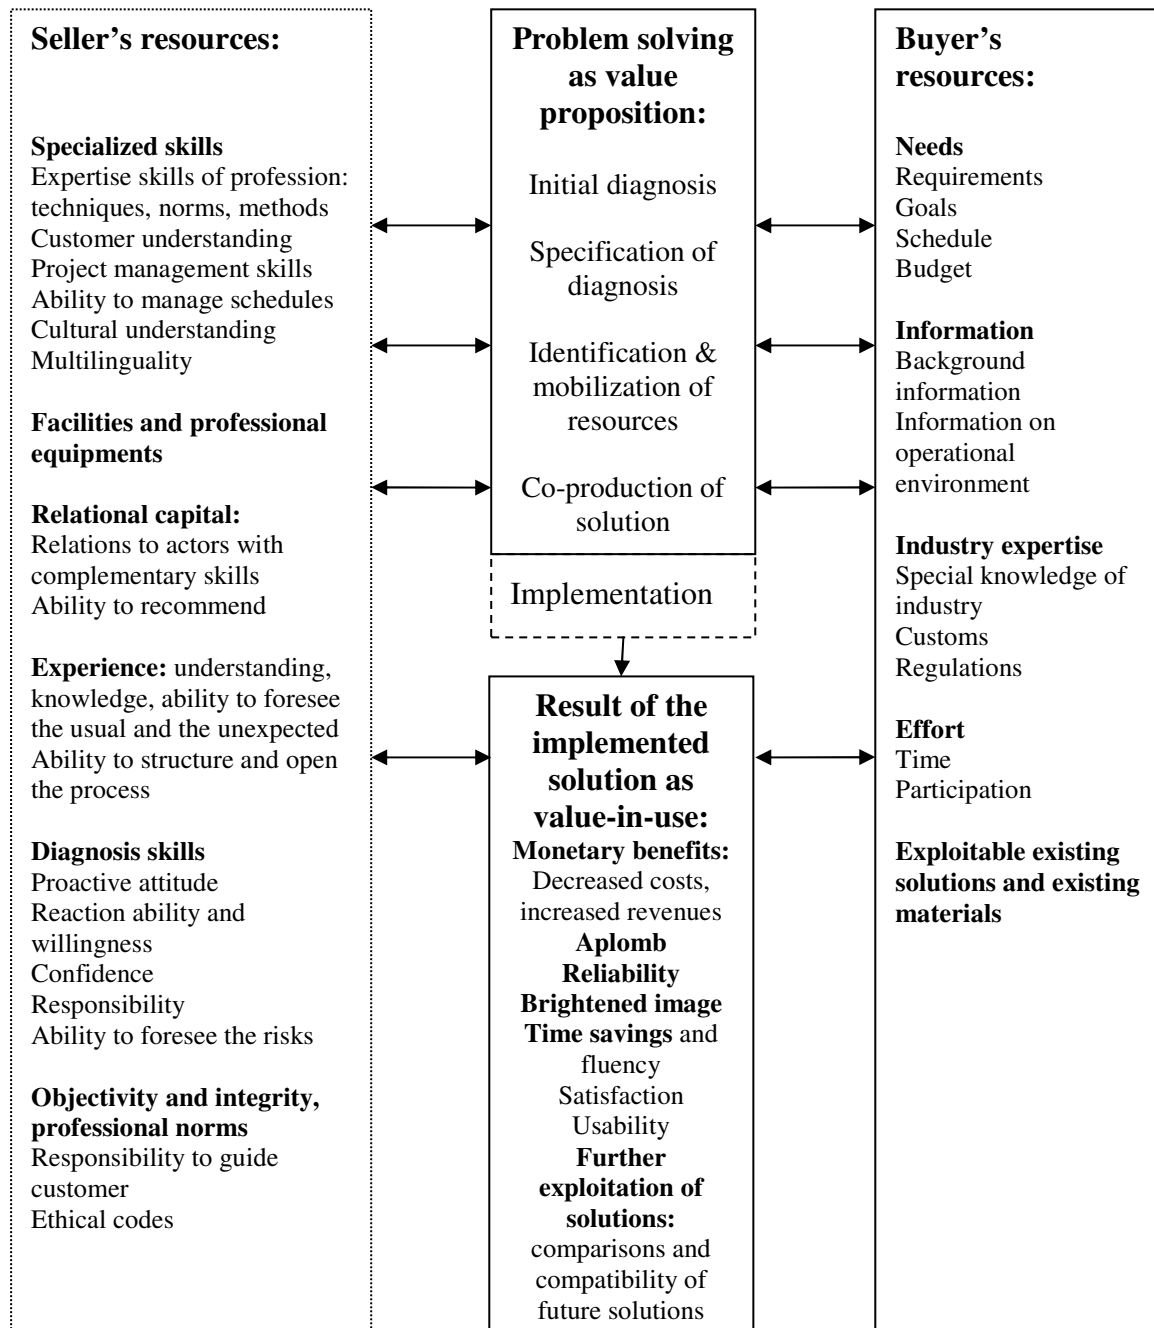 Seller’s resources:
Specialized skills
Expertise skills of profession:
techniques, norms, methods
Customer understanding
Project management skills
Ability to manage schedules
Cultural understanding
Multilinguality
Facilities and professional
equipments
Relational capital:
Relations to actors with
complementary skills
Ability to recommend
Experience: understanding,
knowledge, ability to foresee
the usual and the unexpected
Ability to structure and open
the process
Diagnosis skills
Proactive attitude
Reaction ability and
willingness
Confidence
Responsibility
Ability to foresee the risks
Objectivity and integrity,
professional norms
Responsibility to guide
customer
Ethical codes
Problem solving
as value
proposition:
Initial diagnosis
Specification of
diagnosis
Identification &
mobilization of
resources
Co-production of
solution
Implementation
Result of the
implemented
solution as
value-in-use:
Monetary benefits:
Decreased costs,
increased revenues
Aplomb
Reliability
Brightened image
Time savings and
fluency
Satisfaction
Usability
Further
exploitation of
solutions:
comparisons and
compatibility of
future solutions
Buyer’s
resources:
Needs
Requirements
Goals
Schedule
Budget
Information
Background
information
Information on
operational
environment
Industry expertise
Special knowledge of
industry
Customs
Regulations
Effort
Time
Participation
Exploitable existing
solutions and existing
materials